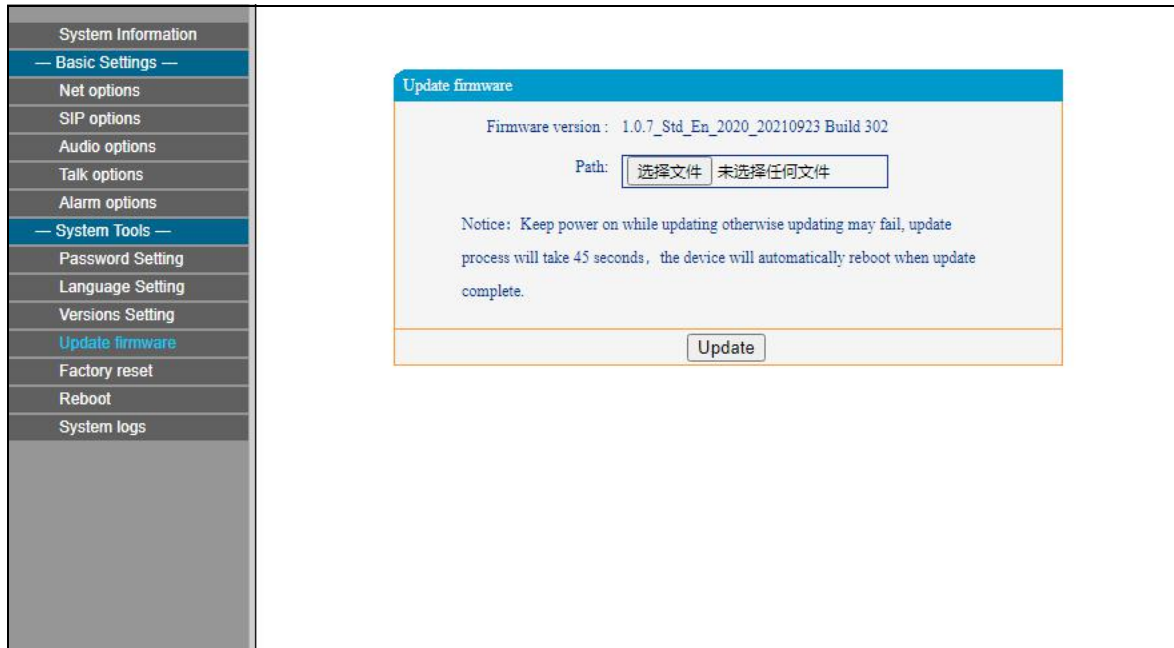 System Information
— Basic Settings —
Net options
SIP options
Audio options
Talk options
Alarm options
— System Tools —
Password Setting
Language Setting
Versions Setting
Update firmware
Factory reset
Reboot
System logs
Update firmware
Firmware version : 1.0.7_Std_En_2020_20210923 Build 302
Path: 选择文件 未选择任何文件
Notice：Keep power on while updating otherwise updating may fail, update
process will take 45 seconds，the device will automatically reboot when update
complete.
Update